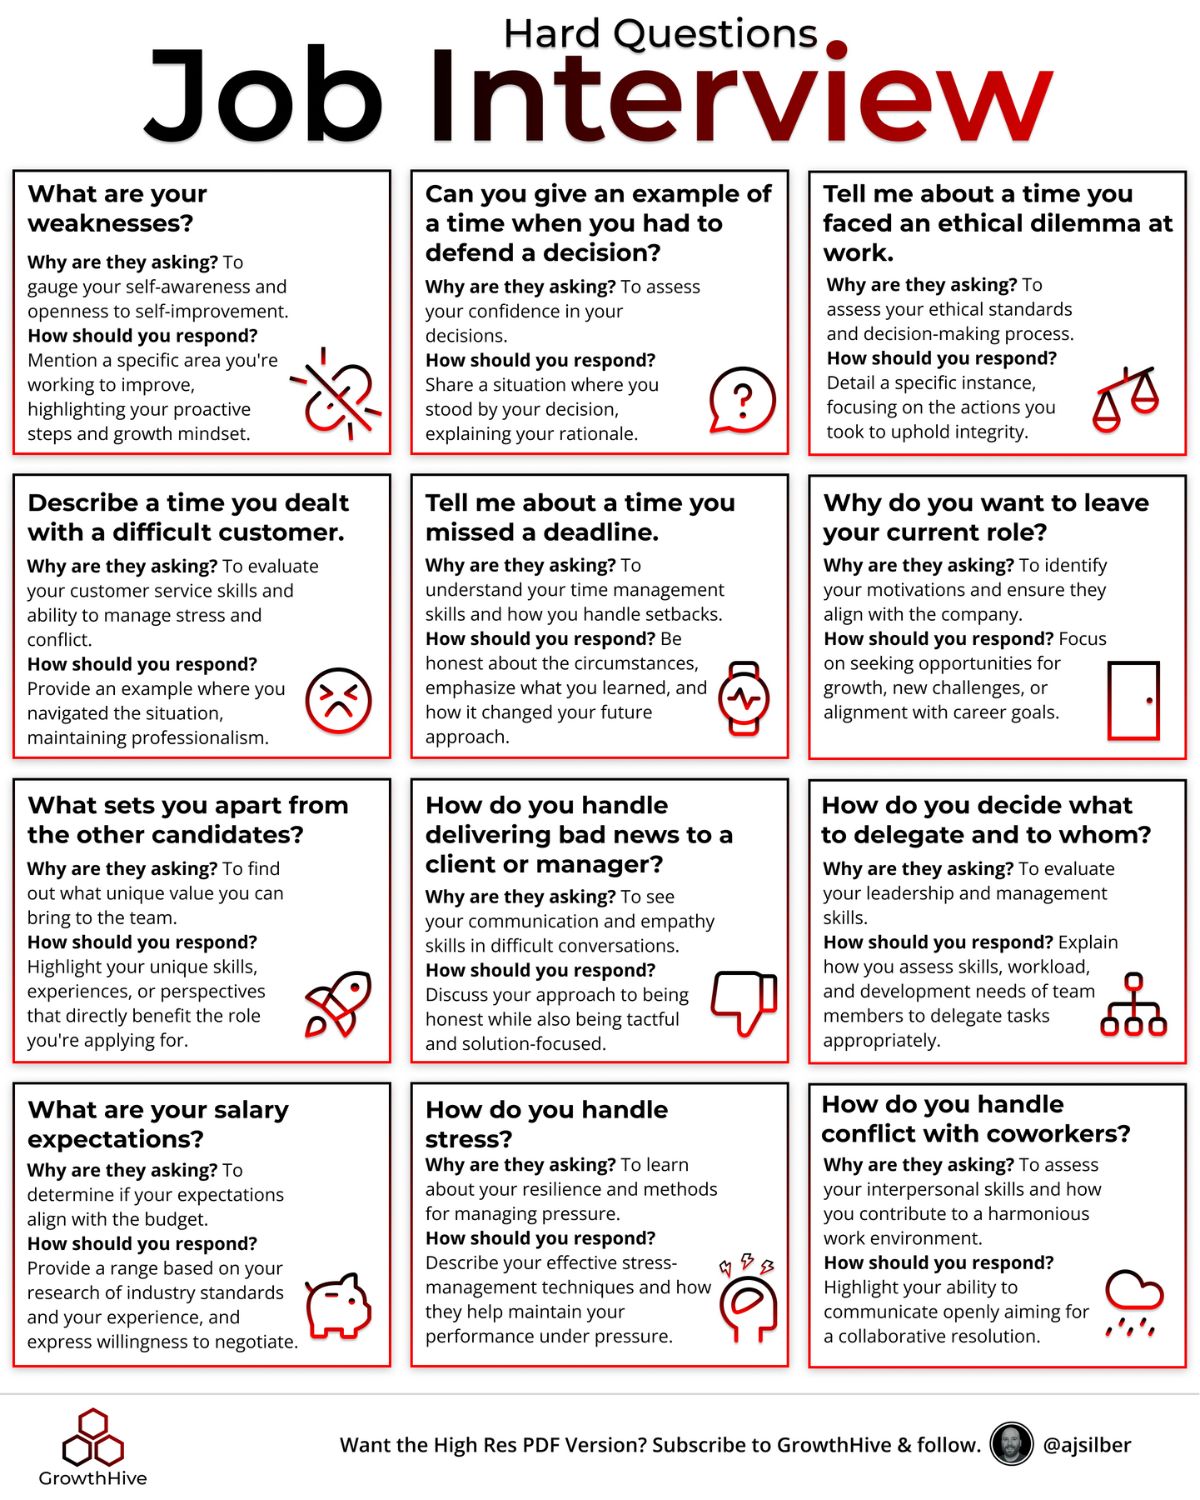 Hard Questions
Job Interview
What are your
weaknesses?
Why are they asking? To
gauge your self-awareness and
openness to self-improvement.
How should you respond?
Mention a specific area you're
working to improve,
highlighting your proactive
steps and growth mindset.
Can you give an example of
a time when you had to
defend a decision?
Why are they asking? To assess
your confidence in your
decisions.
How should you respond?
Share a situation where you
stood by your decision,
explaining your rationale.
?
Tell me about a time you
faced an ethical dilemma at
work.
Why are they asking? To
assess your ethical standards
and decision-making process.
How should you respond?
Detail a specific instance,
focusing on the actions you
took to uphold integrity.
Describe a time you dealt
with a difficult customer.
Why are they asking? To evaluate
your customer service skills and
ability to manage stress and
conflict.
How should you respond?
Provide an example where you
navigated the situation,
maintaining professionalism.
Tell me about a time you
missed a deadline.
Why are they asking? To
understand your time management
skills and how you handle setbacks.
How should you respond? Be
honest about the circumstances,
emphasize what you learned, and
how it changed your future
approach.
Why do you want to leave
your current role?
Why are they asking? To identify
your motivations and ensure they
align with the company.
How should you respond? Focus
on seeking opportunities for
growth, new challenges, or
alignment with career goals.
What sets you apart from
the other candidates?
Why are they asking? To find
out what unique value you can
bring to the team.
How should you respond?
Highlight your unique skills,
experiences, or perspectives
that directly benefit the role
you're applying for.
How do you handle
delivering bad news to a
client or manager?
Why are they asking? To see
your communication and empathy
skills in difficult conversations.
How should you respond?
Discuss your approach to being
honest while also being tactful
and solution-focused.
How do you decide what
to delegate and to whom?
Why are they asking? To evaluate
your leadership and management
skills.
How should you respond? Explain
how you assess skills, workload,
and development needs of team
members to delegate tasks
appropriately.
What are your salary
expectations?
Why are they asking? To
determine if your expectations
align with the budget.
How should you respond?
Provide a range based on your
research of industry standards
and your experience, and
express willingness to negotiate.
How do you handle
stress?
Why are they asking? To learn
about your resilience and methods
for managing pressure.
How should you respond?
Describe your effective stress-
management techniques and how
they help maintain your
performance under pressure.
How do you handle
conflict with coworkers?
Why are they asking? To assess
your interpersonal skills and how
you contribute to a harmonious
work environment.
How should you respond?
Highlight your ability to
communicate openly aiming for
a collaborative resolution.
GrowthHive
Want the High Res PDF Version? Subscribe to GrowthHive & follow.
@ajsilber